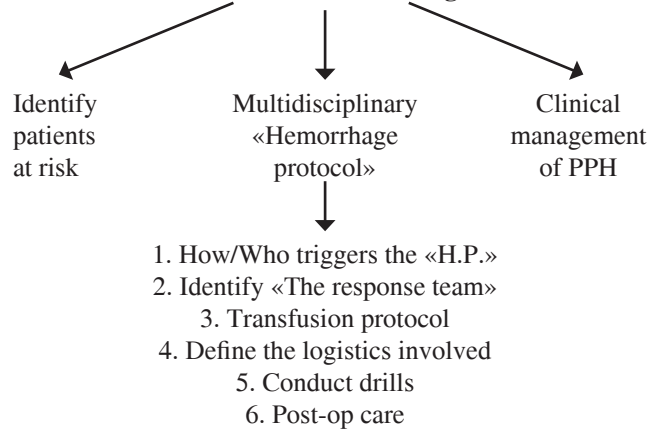 Identify
patients
at risk
Multidisciplinary
«Hemorrhage
protocol»
Clinical
management
of PPH
1. How/Who triggers the «H.P.»
2. Identify «The response team»
3. Transfusion protocol
4. Define the logistics involved
5. Conduct drills
6. Post-op care